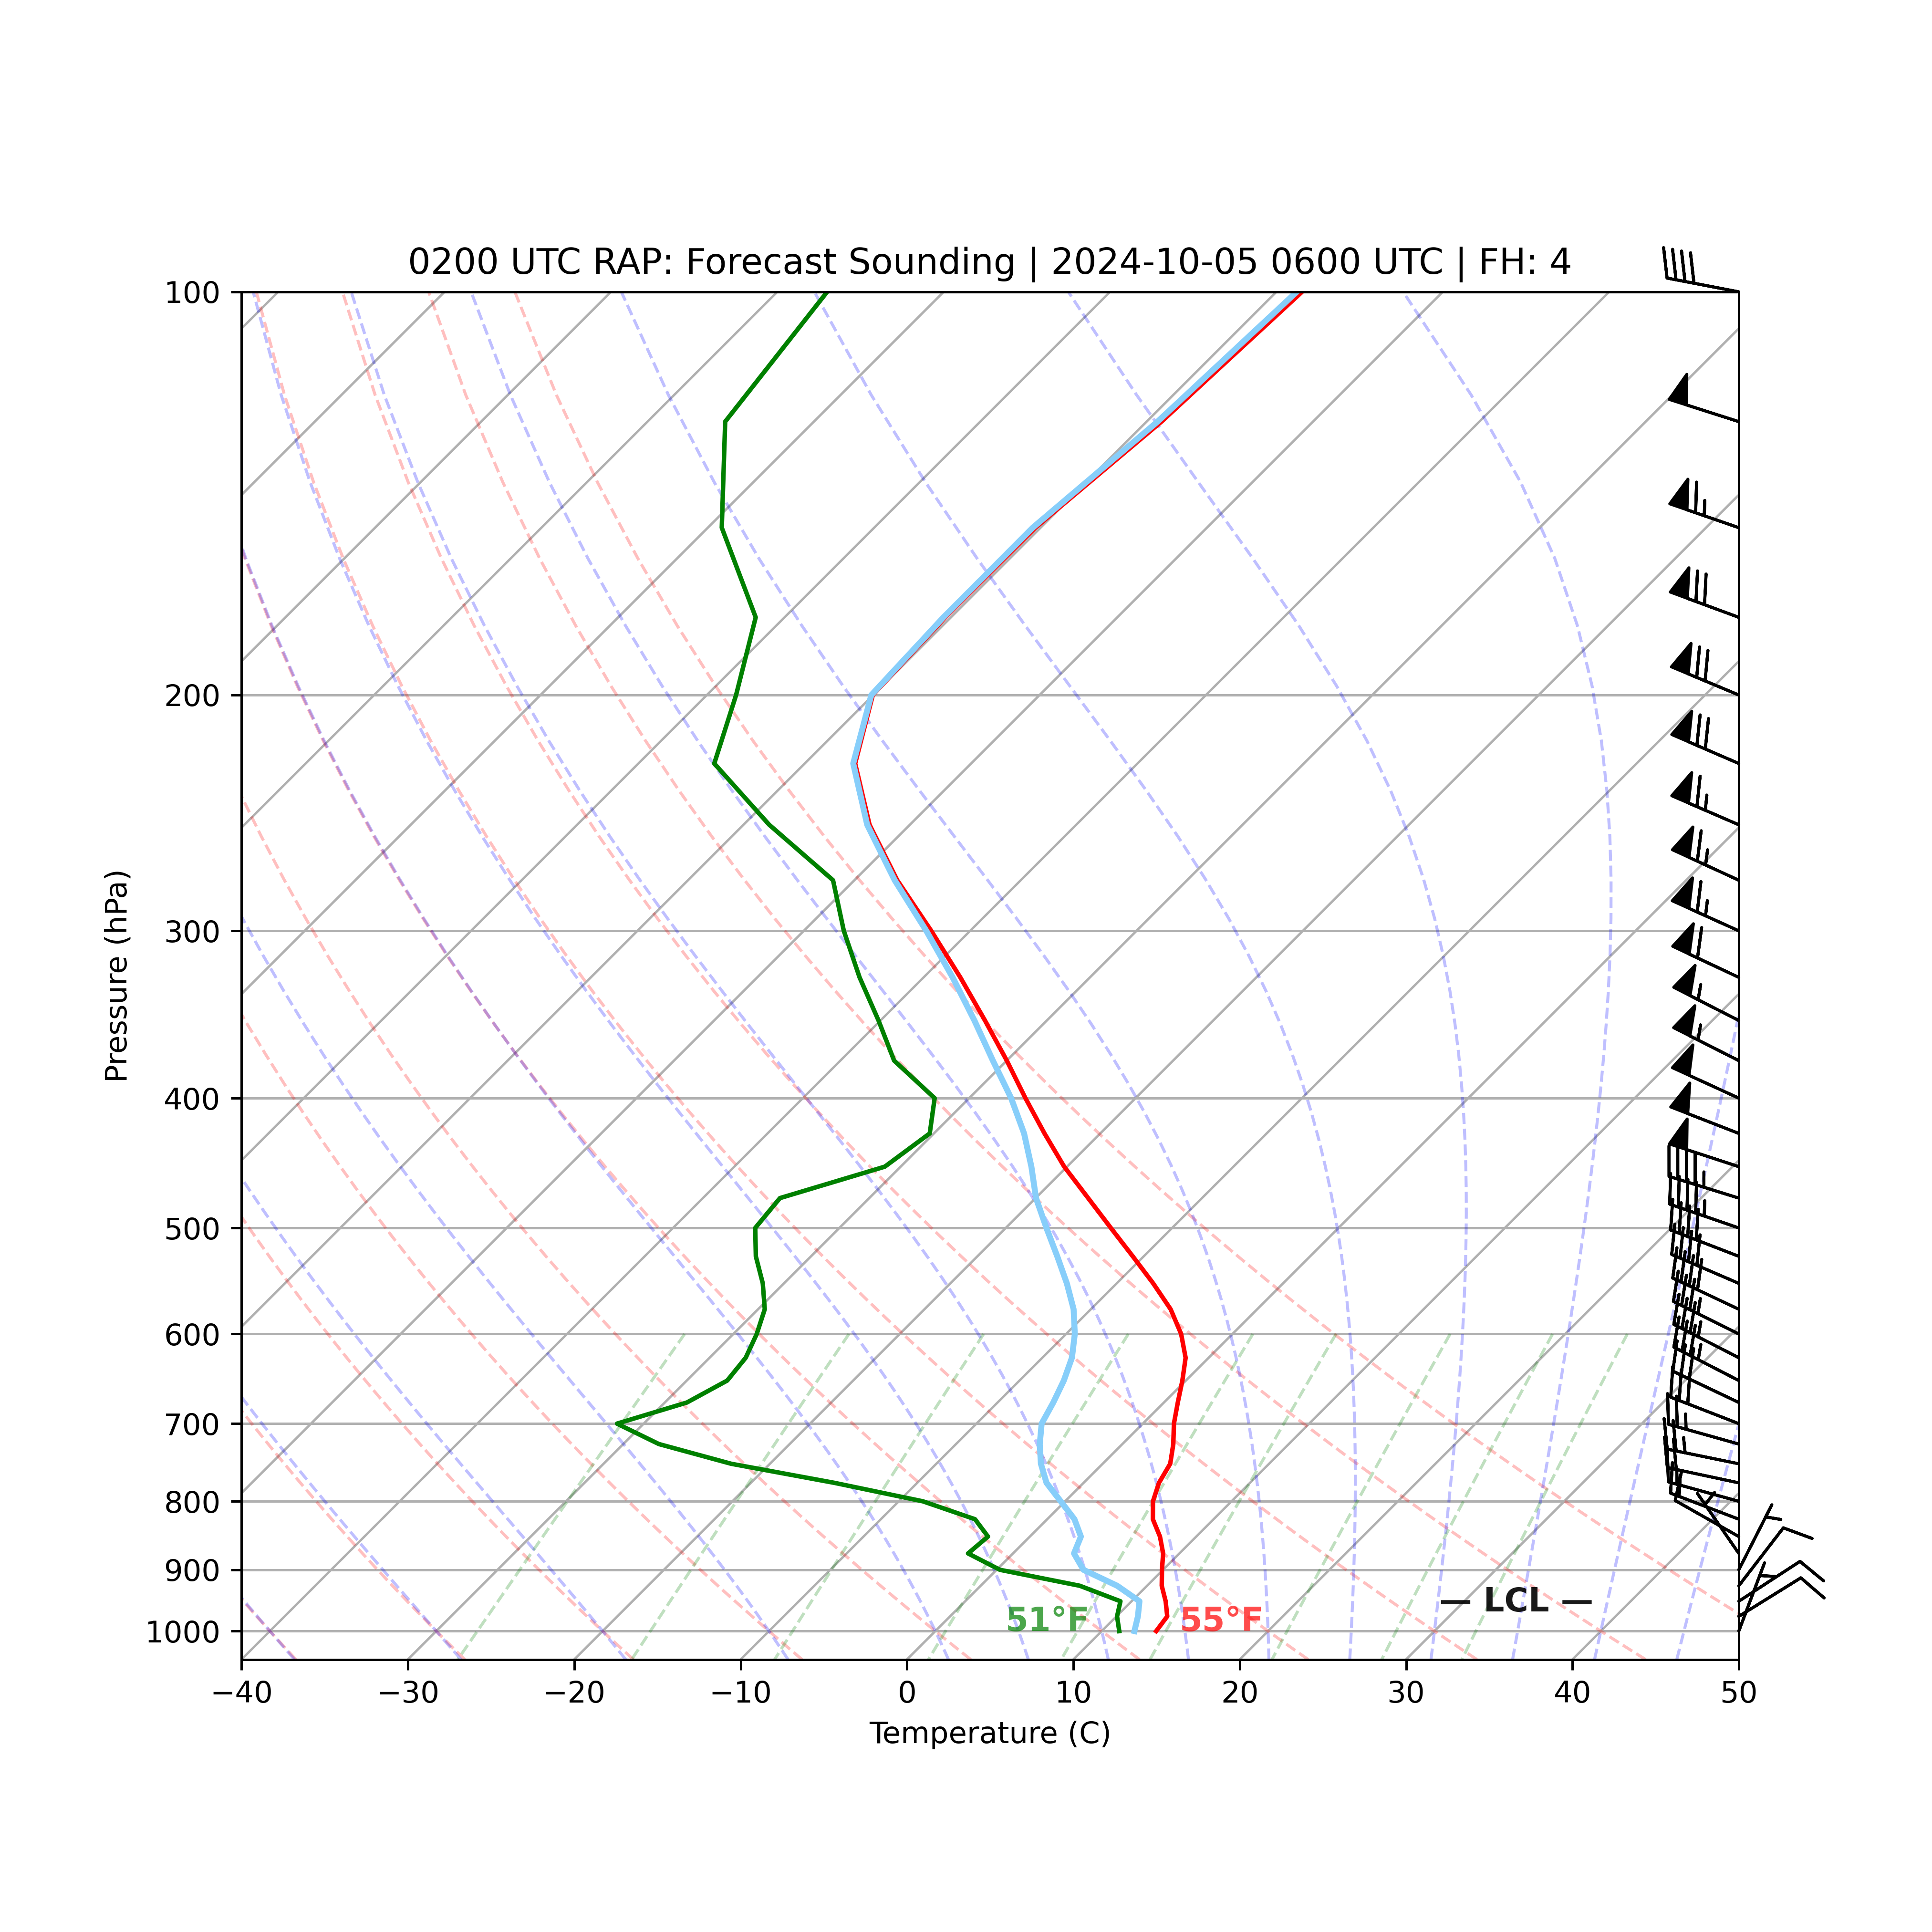 0200 UTC RAP: Forecast Sounding | 2024-10-05 0600 UTC | FH: 4
100
200
300
400
500
600
700
800
900
1000
Pressure (hPa)
51°F
55°F
— LCL —
−40 −30 −20 −10 0 10 20 30 40 50
Temperature (C)